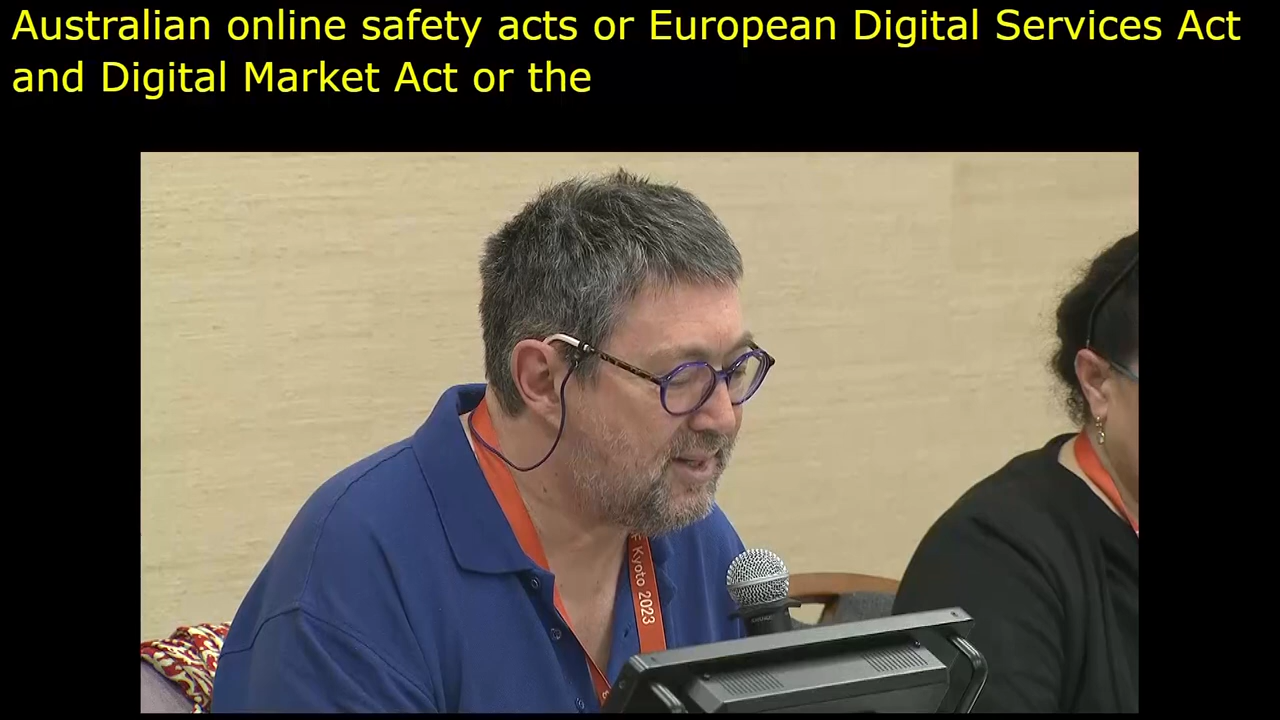 Australian online safety acts or European Digital Services Act
and Digital Market Act or the
F Kyoto 2023